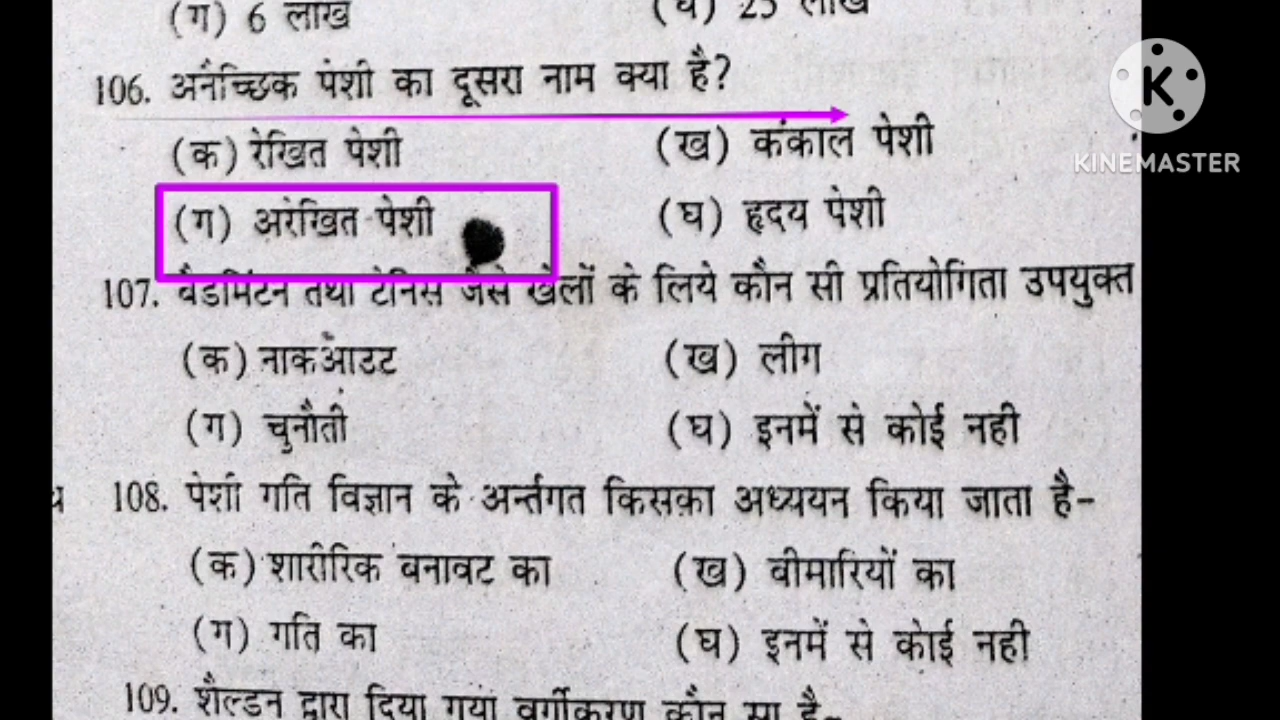 (ग) 6 लाख (घ) 25 लाख
106. अनैच्छिक पेशी का दूसरा नाम क्या है?
(क) रेखित पेशी (ख) कंकाल पेशी
(ग) अरेखित पेशी (घ) हृदय पेशी
107. बैडमिंटन तथा टेनिस जैसे खेलों के लिये कौन सी प्रतियोगिता उपयुक्त
(क) नाकआउट (ख) लीग
(ग) चुनौती (घ) इनमें से कोई नही
108. पेशी गति विज्ञान के अर्न्तगत किसका अध्ययन किया जाता है-
(क) शारीरिक बनावट का (ख) बीमारियों का
(ग) गति का (घ) इनमें से कोई नही
109. शैल्डन द्वारा दिया गया वर्गीकरण कौन सा है-
K
KINEMASTER